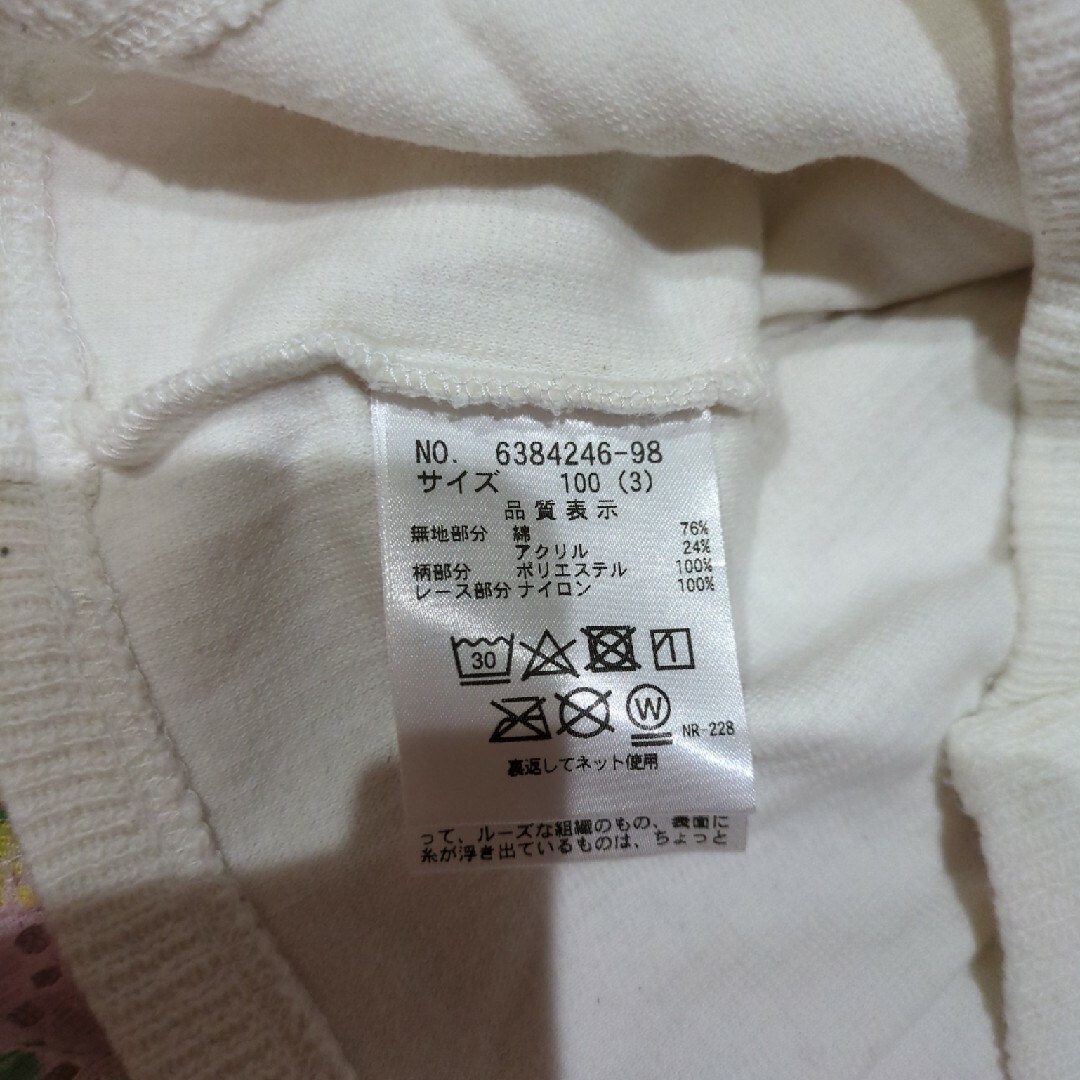 NO. 6384246-98
サイズ 100 (3)
品質表示
無地部分 綿 76%
アクリル 24%
柄部分 ポリエステル 100%
レース部分 ナイロン 100%
30
W NR-228
裏返してネット使用
って、ルーズな組織のもの、表面に
糸が浮き出ているものは、ちょっと